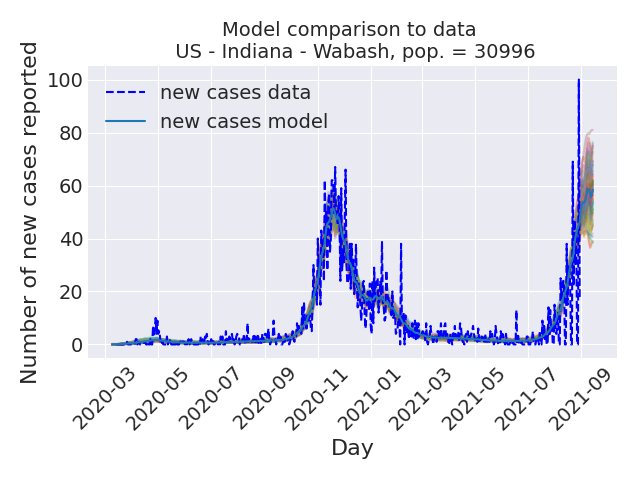 Model comparison to data
US - Indiana - Wabash, pop. = 30996
Number of new cases reported
100
80
60
40
20
0
new cases data
new cases model
2020-03
2020-05
2020-07
2020-09
2020-11
2021-01
2021-03
2021-05
2021-07
2021-09
Day